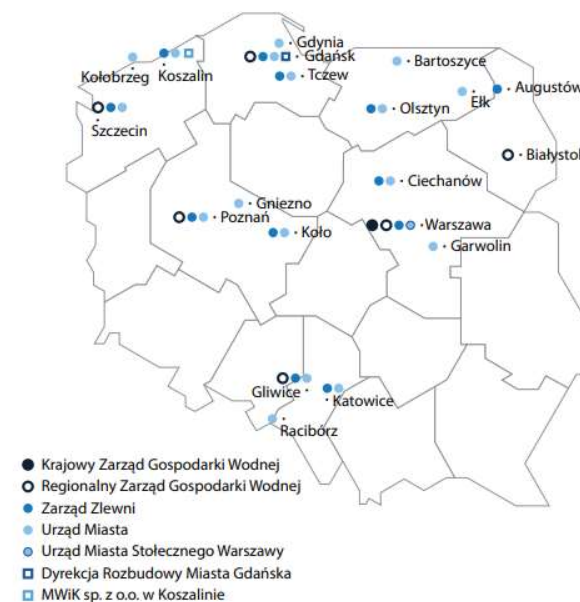 Gdynia
Gdańsk
Tczew
Kołobrzeg
Koszalin
Szczecin
Bartoszyce
Ełk
Augustów
Olsztyn
Białystok
Ciechanów
Gniezno
Poznań
Koło
Warszawa
Garwolin
Gliwice
Katowice
Racibórz
Krajowy Zarząd Gospodarki Wodnej
Regionalny Zarząd Gospodarki Wodnej
Zarząd Zlewni
Urząd Miasta
Urząd Miasta Stołecznego Warszawy
Dyrekcja Rozbudowy Miasta Gdańska
MWiK sp. z o.o. w Koszalinie